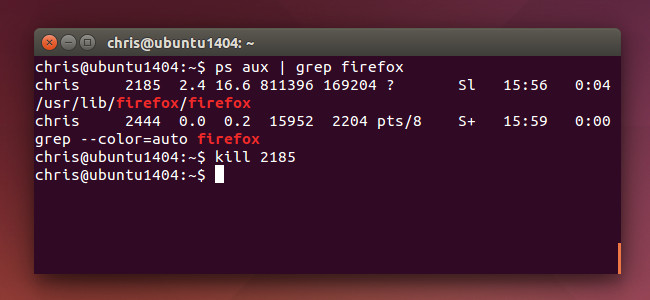 chris@ubuntu1404: ~
chris@ubuntu1404:~$ ps aux | grep firefox
chris     2185  2.4 16.6 811396 169204 ?       Sl   15:56   0:04
/usr/lib/firefox/firefox
chris     2444  0.0  0.2  15952  2204 pts/8    S+   15:59   0:00
grep --color=auto firefox
chris@ubuntu1404:~$ kill 2185
chris@ubuntu1404:~$